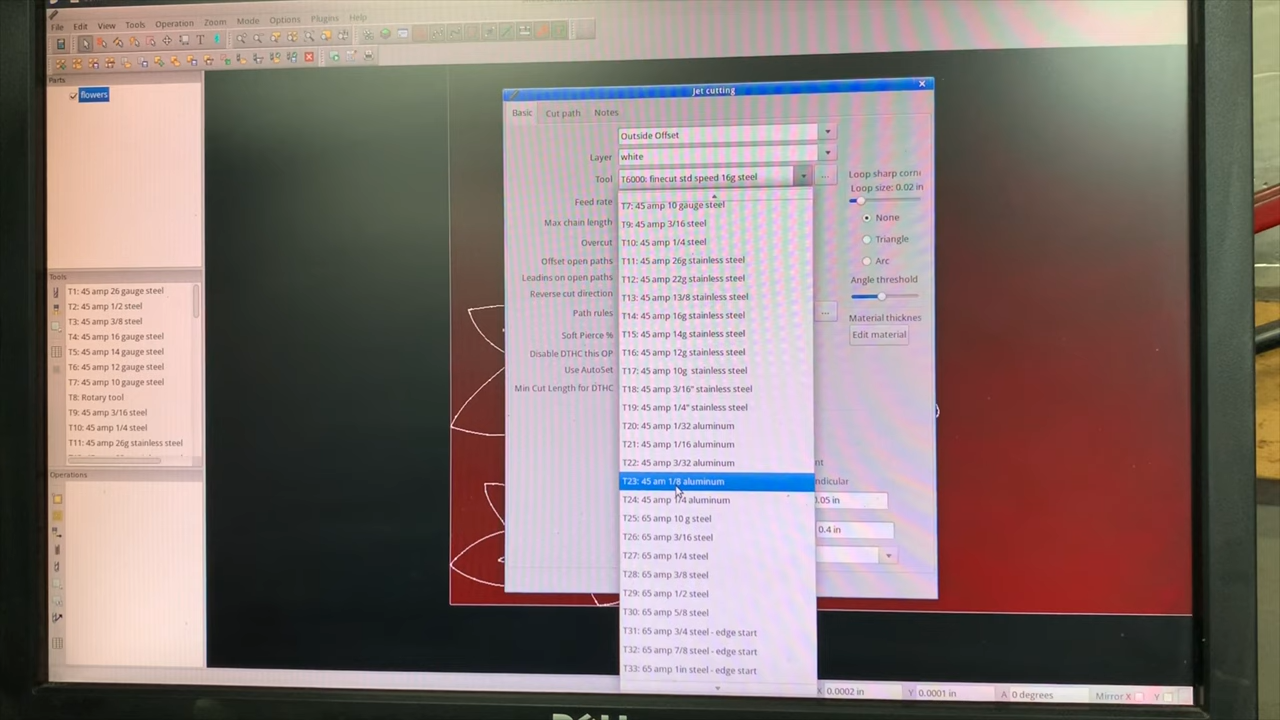 File Edit View Tools Operation Zoom Mode Options Plugins Help
Parts
flowers
Tools
T1: 45 amp 26 gauge steel
T2: 45 amp 1/2 steel
T3: 45 amp 3/8 steel
T4: 45 amp 16 gauge steel
T5: 45 amp 14 gauge steel
T6: 45 amp 12 gauge steel
T7: 45 amp 10 gauge steel
T8: Rotary tool
T9: 45 amp 3/16 steel
T10: 45 amp 1/4 steel
T11: 45 amp 26g stainless steel
Operations
Jet cutting
Basic Cut path Notes
Outside Offset
Layer white
Tool T6000: finecut std speed 16g steel ...
Feed rate
Max chain length
Overcut
Offset open paths
Leadins on open paths
Reverse cut direction
Path rules ...
Soft Pierce %
Disable DTHC this OP
Use AutoSet
Min Cut Length for DTHC
T7: 45 amp 10 gauge steel
T9: 45 amp 3/16 steel
T10: 45 amp 1/4 steel
T11: 45 amp 26g stainless steel
T12: 45 amp 22g stainless steel
T13: 45 amp 13/8 stainless steel
T14: 45 amp 16g stainless steel
T15: 45 amp 14g stainless steel
T16: 45 amp 12g stainless steel
T17: 45 amp 10g stainless steel
T18: 45 amp 3/16" stainless steel
T19: 45 amp 1/4" stainless steel
T20: 45 amp 1/32 aluminum
T21: 45 amp 1/16 aluminum
T22: 45 amp 3/32 aluminum
T23: 45 am 1/8 aluminum
T24: 45 amp 1/4 aluminum
T25: 65 amp 10 g steel
T26: 65 amp 3/16 steel
T27: 65 amp 1/4 steel
T28: 65 amp 3/8 steel
T29: 65 amp 1/2 steel
T30: 65 amp 5/8 steel
T31: 65 amp 3/4 steel - edge start
T32: 65 amp 7/8 steel - edge start
T33: 65 amp 1in steel - edge start
Loop sharp corn
Loop size: 0.02 in
None
Triangle
Arc
Angle threshold
Material thicknes
Edit material
nt
ndicular
0.05 in
0.4 in
X 0.0002 in Y 0.0001 in A 0 degrees Mirror X Y
DELL